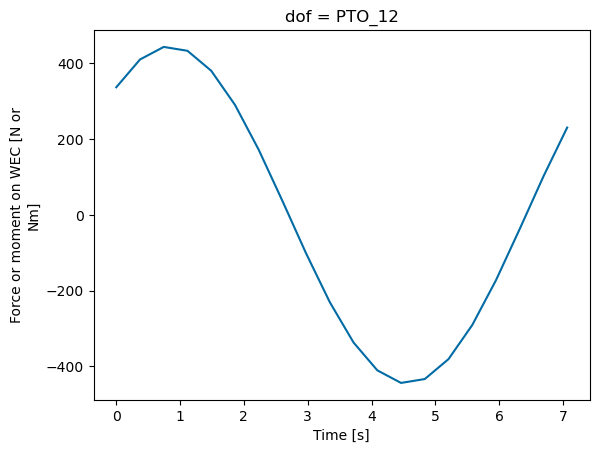 dof = PTO_12
Force or moment on WEC [N or
Nm]
400
200
0
−200
−400
0 1 2 3 4 5 6 7
Time [s]